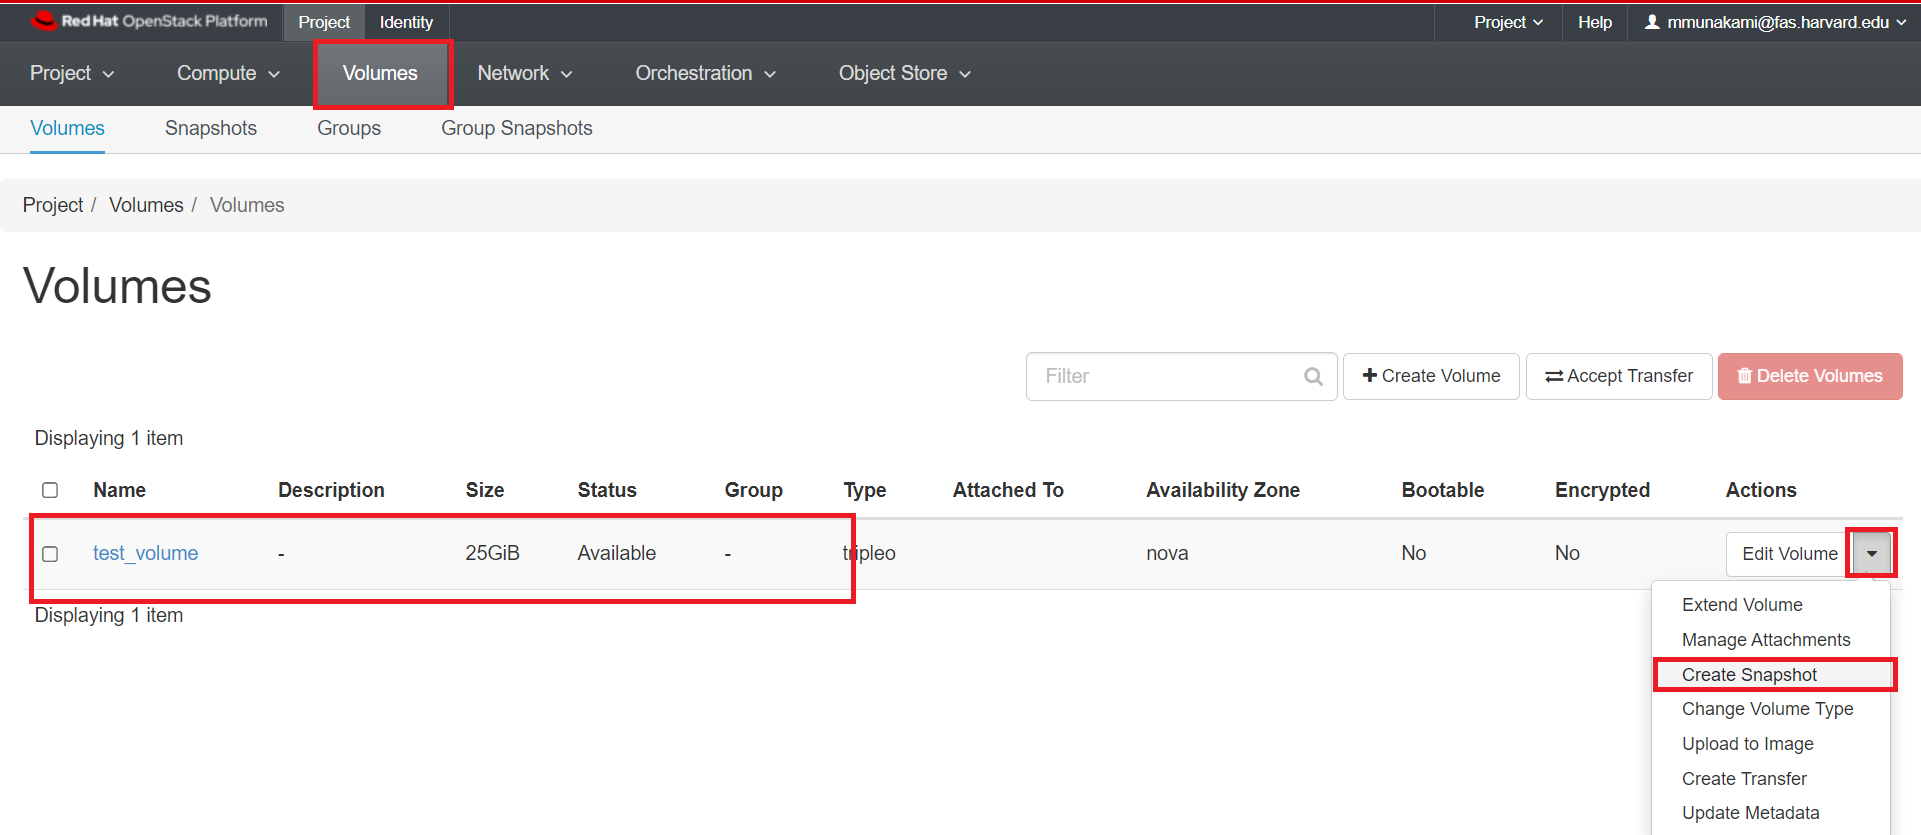 Red Hat OpenStack Platform Project Identity Project Help mmunakami@fas.harvard.edu
Project Compute Volumes Network Orchestration Object Store
Volumes Snapshots Groups Group Snapshots
Project / Volumes / Volumes
Volumes
Filter Create Volume Accept Transfer Delete Volumes
Displaying 1 item
Name Description Size Status Group Type Attached To Availability Zone Bootable Encrypted Actions
test_volume - 25GiB Available - tripleo nova No No Edit Volume
Displaying 1 item
Extend Volume
Manage Attachments
Create Snapshot
Change Volume Type
Upload to Image
Create Transfer
Update Metadata